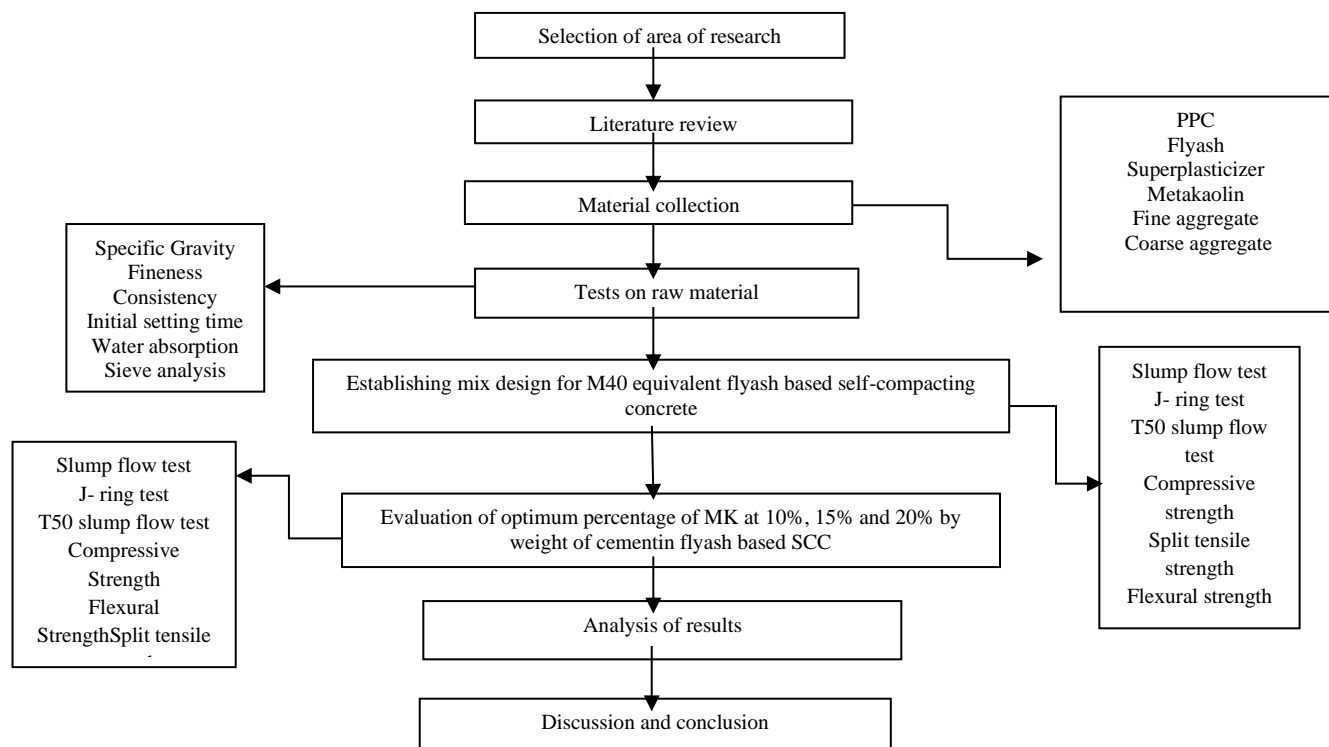 Selection of area of research
Literature review
PPC
Flyash
Superplasticizer
Metakaolin
Fine aggregate
Coarse aggregate
Material collection
Specific Gravity
Fineness
Consistency
Initial setting time
Water absorption
Sieve analysis
Tests on raw material
Establishing mix design for M40 equivalent flyash based self-compacting
concrete
Slump flow test
J- ring test
T50 slump flow
test
Compressive
strength
Split tensile
strength
Flexural strength
Slump flow test
J- ring test
T50 slump flow test
Compressive
Strength
Flexural
StrengthSplit tensile
Evaluation of optimum percentage of MK at 10%, 15% and 20% by
weight of cementin flyash based SCC
Analysis of results
Discussion and conclusion